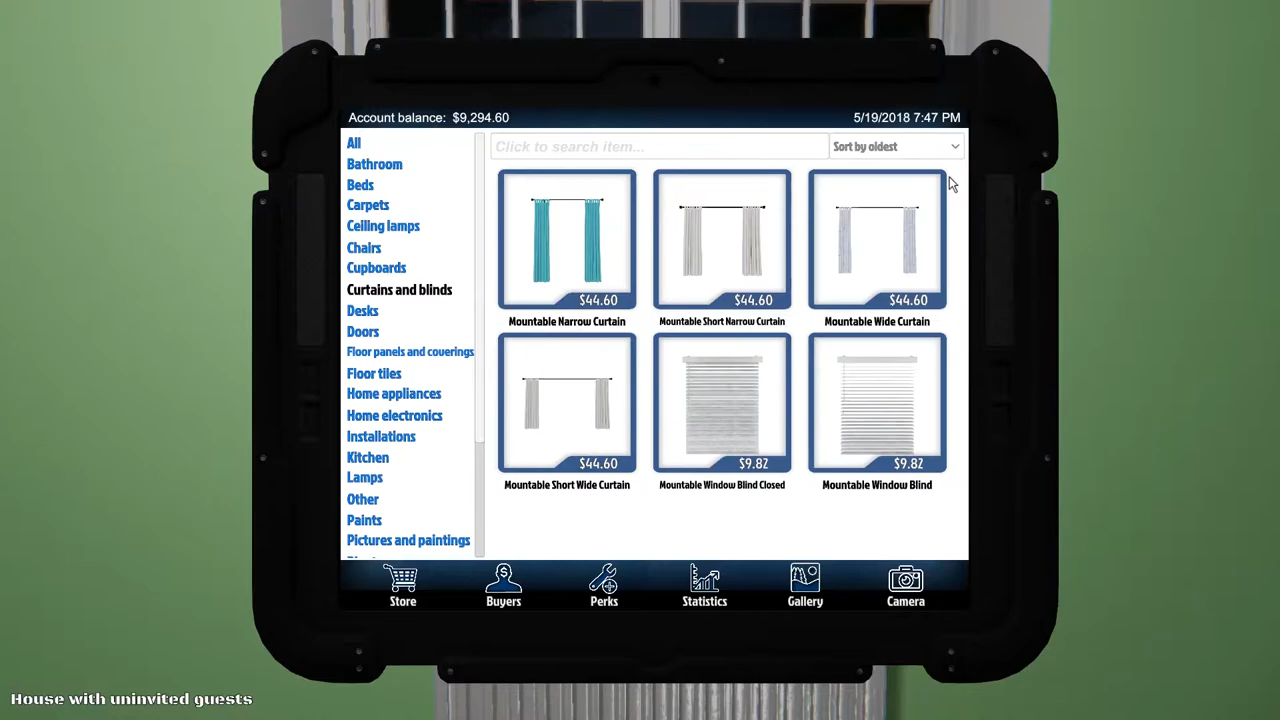 Account balance: $9,294.60
5/19/2018 7:47 PM
All
Bathroom
Beds
Carpets
Ceiling lamps
Chairs
Cupboards
Curtains and blinds
Desks
Doors
Floor panels and coverings
Floor tiles
Home appliances
Home electronics
Installations
Kitchen
Lamps
Other
Paints
Pictures and paintings
Click to search item...
Sort by oldest
$44.60
$44.60
$44.60
Mountable Narrow Curtain
Mountable Short Narrow Curtain
Mountable Wide Curtain
$44.60
$9.82
$9.82
Mountable Short Wide Curtain
Mountable Window Blind Closed
Mountable Window Blind
Store
Buyers
Perks
Statistics
Gallery
Camera
House with uninvited guests